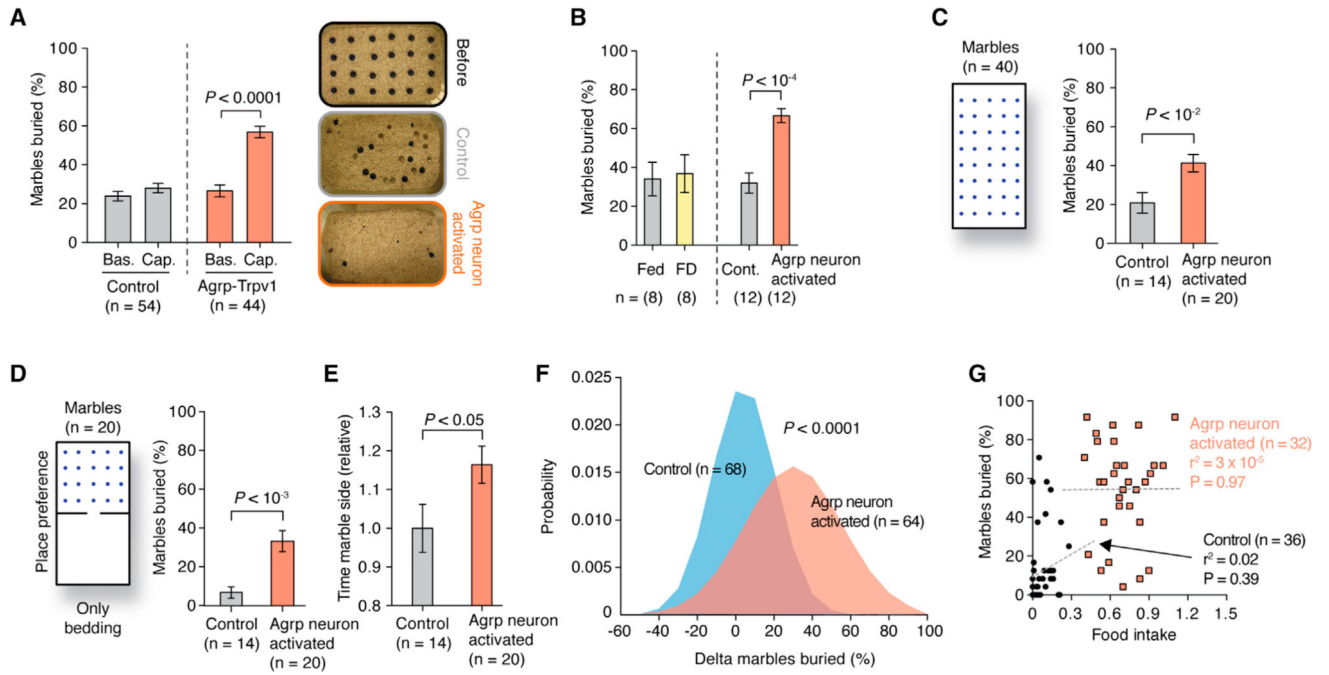 A
Marbles buried (%)
100
80
60
40
20
0
P < 0.0001
Bas. Cap. Bas. Cap.
Control
(n = 54)
Agrp-Trpv1
(n = 44)
Before
Control
Agrp neuron
activated
B
Marbles buried (%)
100
80
60
40
20
0
P < 10-4
Fed FD Cont. Agrp neuron
activated
n = (8) (8) (12) (12)
C
Marbles
(n = 40)
Marbles buried (%)
100
80
60
40
20
0
P < 10-2
Control
(n = 14)
Agrp neuron
activated
(n = 20)
D
Place preference
Marbles
(n = 20)
Only
bedding
Marbles buried (%)
100
80
60
40
20
0
P < 10-3
Control
(n = 14)
Agrp neuron
activated
(n = 20)
E
Time marble side (relative)
1.3
1.2
1.1
1.0
0.9
0.8
P < 0.05
Control
(n = 14)
Agrp neuron
activated
(n = 20)
F
Probability
0.025
0.020
0.015
0.010
0.005
0
P < 0.0001
Control (n = 68)
Agrp neuron
activated (n = 64)
-60 -40 -20 0 20 40 60 80 100
Delta marbles buried (%)
G
Marbles buried (%)
100
80
60
40
20
0
Agrp neuron
activated (n = 32)
r2 = 3 x 10-5
P = 0.97
Control (n = 36)
r2 = 0.02
P = 0.39
0 0.3 0.6 0.9 1.2 1.5
Food intake